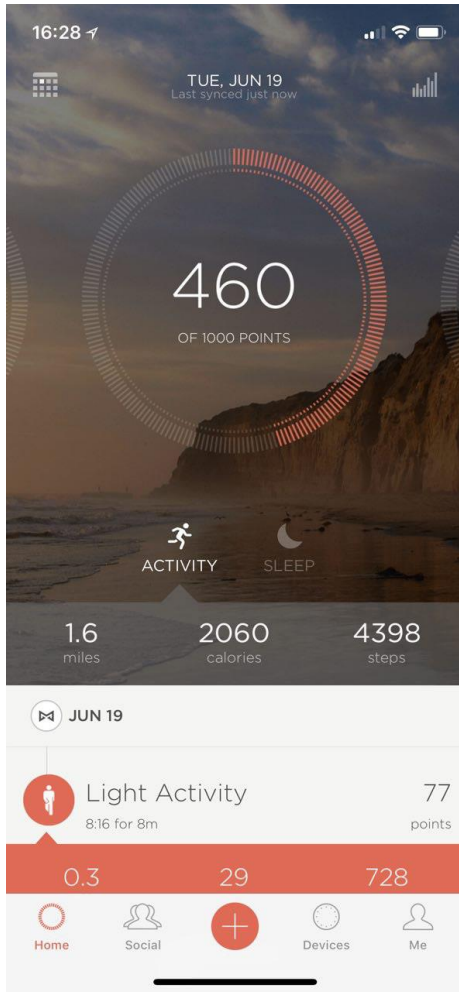 16:28
TUE, JUN 19
Last synced just now
460
OF 1000 POINTS
ACTIVITY SLEEP
1.6 2060 4398
miles calories steps
JUN 19
Light Activity 77
8:16 for 8m points
0.3 29 728
Home Social Devices Me